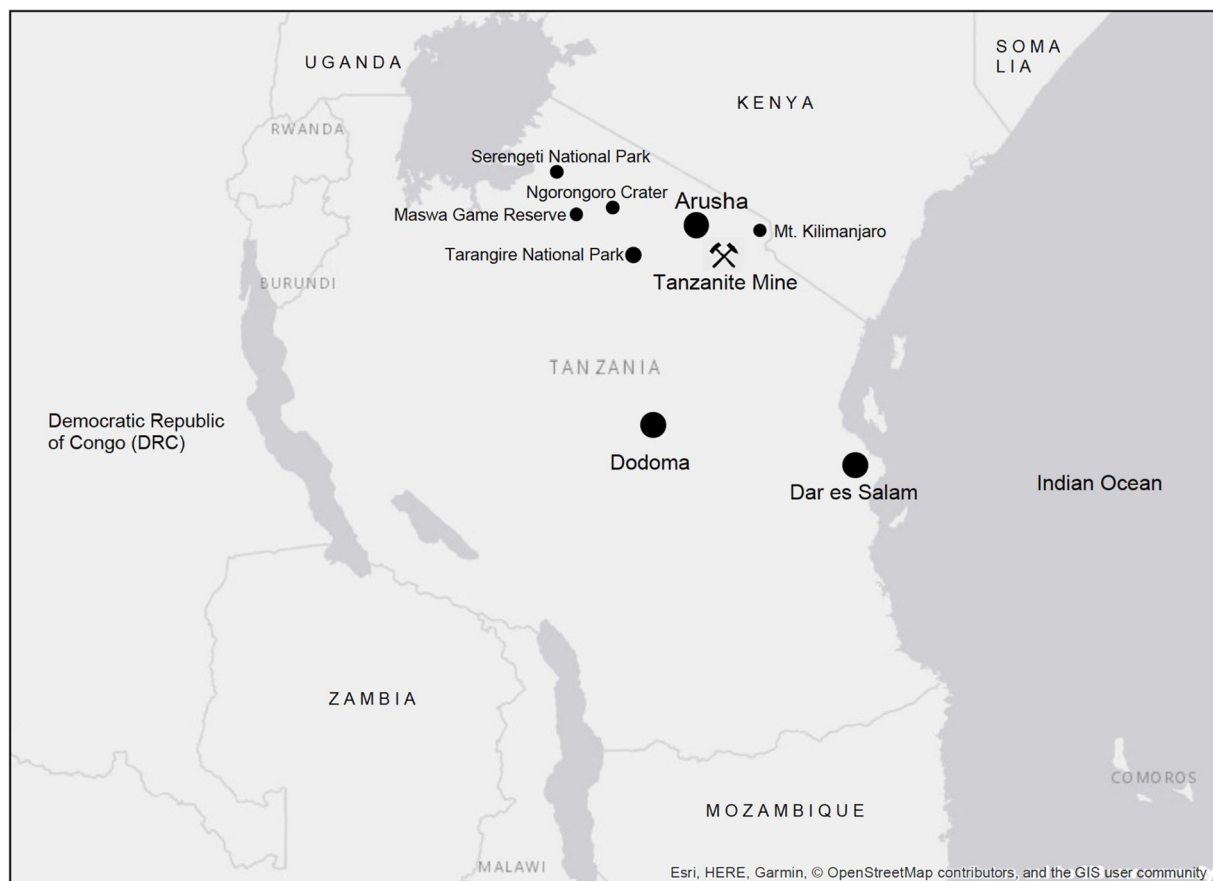 UGANDA
SOMA
LIA
KENYA
RWANDA
Serengeti National Park
Ngorongoro Crater
Arusha
Maswa Game Reserve
Mt. Kilimanjaro
Tarangire National Park
Tanzanite Mine
BURUNDI
TANZANIA
Democratic Republic
of Congo (DRC)
Dodoma
Dar es Salam
Indian Ocean
ZAMBIA
COMOROS
MOZAMBIQUE
MALAWI
Esri, HERE, Garmin, © OpenStreetMap contributors, and the GIS user community